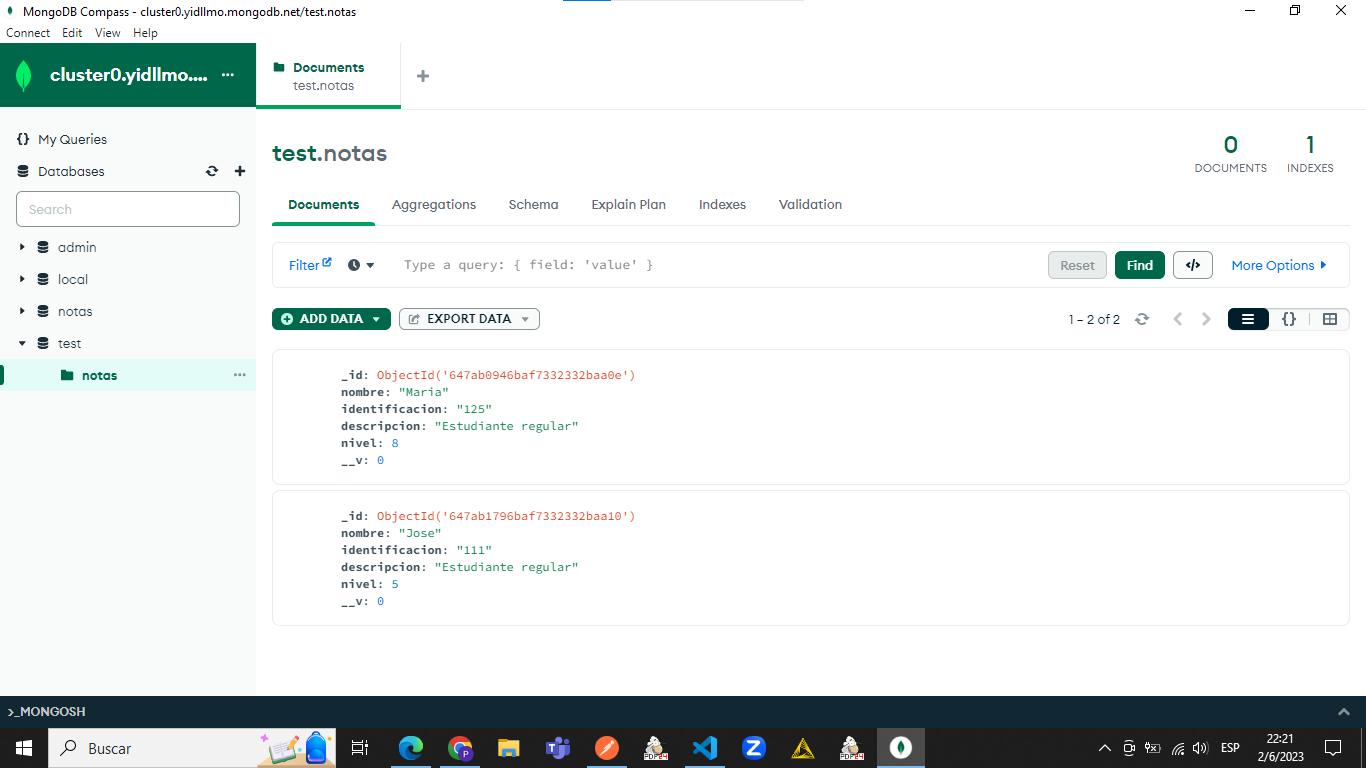 MongoDB Compass - cluster0.yidllmo.mongodb.net/test.notas
Connect Edit View Help
cluster0.yidllmo.... ...
Documents
test.notas
{} My Queries
Databases
Search
admin
local
notas
test
notas
test.notas
0
DOCUMENTS
1
INDEXES
Documents Aggregations Schema Explain Plan Indexes Validation
Filter Type a query: { field: 'value' } Reset Find </> More Options
ADD DATA EXPORT DATA 1 – 2 of 2 {}
_id: ObjectId('647ab0946baf7332332baa0e')
nombre: "Maria"
identificacion: "125"
descripcion: "Estudiante regular"
nivel: 8
__v: 0
_id: ObjectId('647ab1796baf7332332baa10')
nombre: "Jose"
identificacion: "111"
descripcion: "Estudiante regular"
nivel: 5
__v: 0
>_MONGOSH
Buscar
PDP24
PDP24
ESP
22:21
2/6/2023